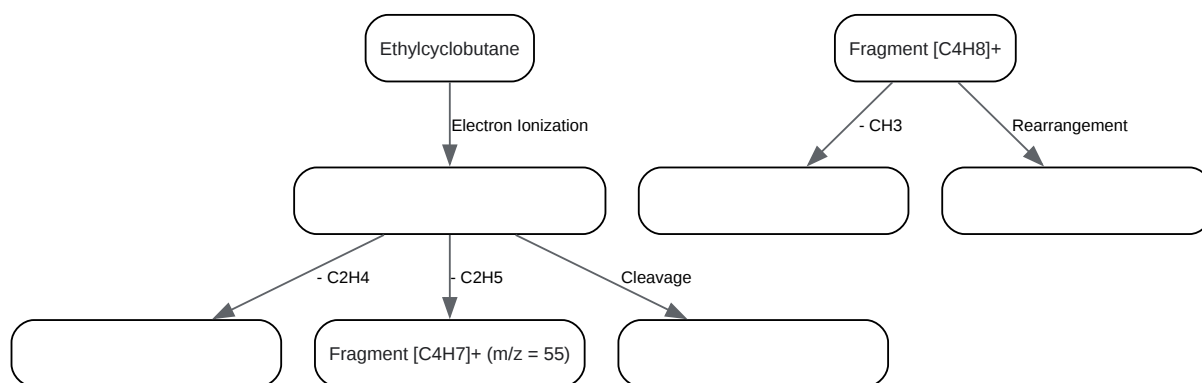 Ethylcyclobutane
Fragment [C4H8]+
Electron Ionization
- CH3
Rearrangement
- C2H4
- C2H5
Cleavage
Fragment [C4H7]+ (m/z = 55)